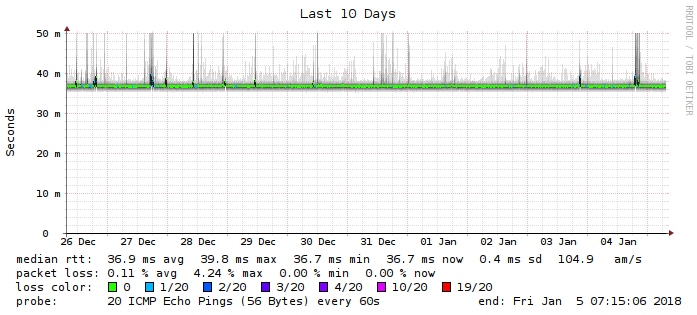 Last 10 Days
RRDTOOL / TOBI OETIKER
Seconds
50 m
40 m
30 m
20 m
10 m
0
26 Dec 27 Dec 28 Dec 29 Dec 30 Dec 31 Dec 01 Jan 02 Jan 03 Jan 04 Jan
median rtt: 36.9 ms avg 39.8 ms max 36.7 ms min 36.7 ms now 0.4 ms sd 104.9 am/s
packet loss: 0.11 % avg 4.24 % max 0.00 % min 0.00 % now
loss color: 0 1/20 2/20 3/20 4/20 10/20 19/20
probe: 20 ICMP Echo Pings (56 Bytes) every 60s end: Fri Jan 5 07:15:06 2018